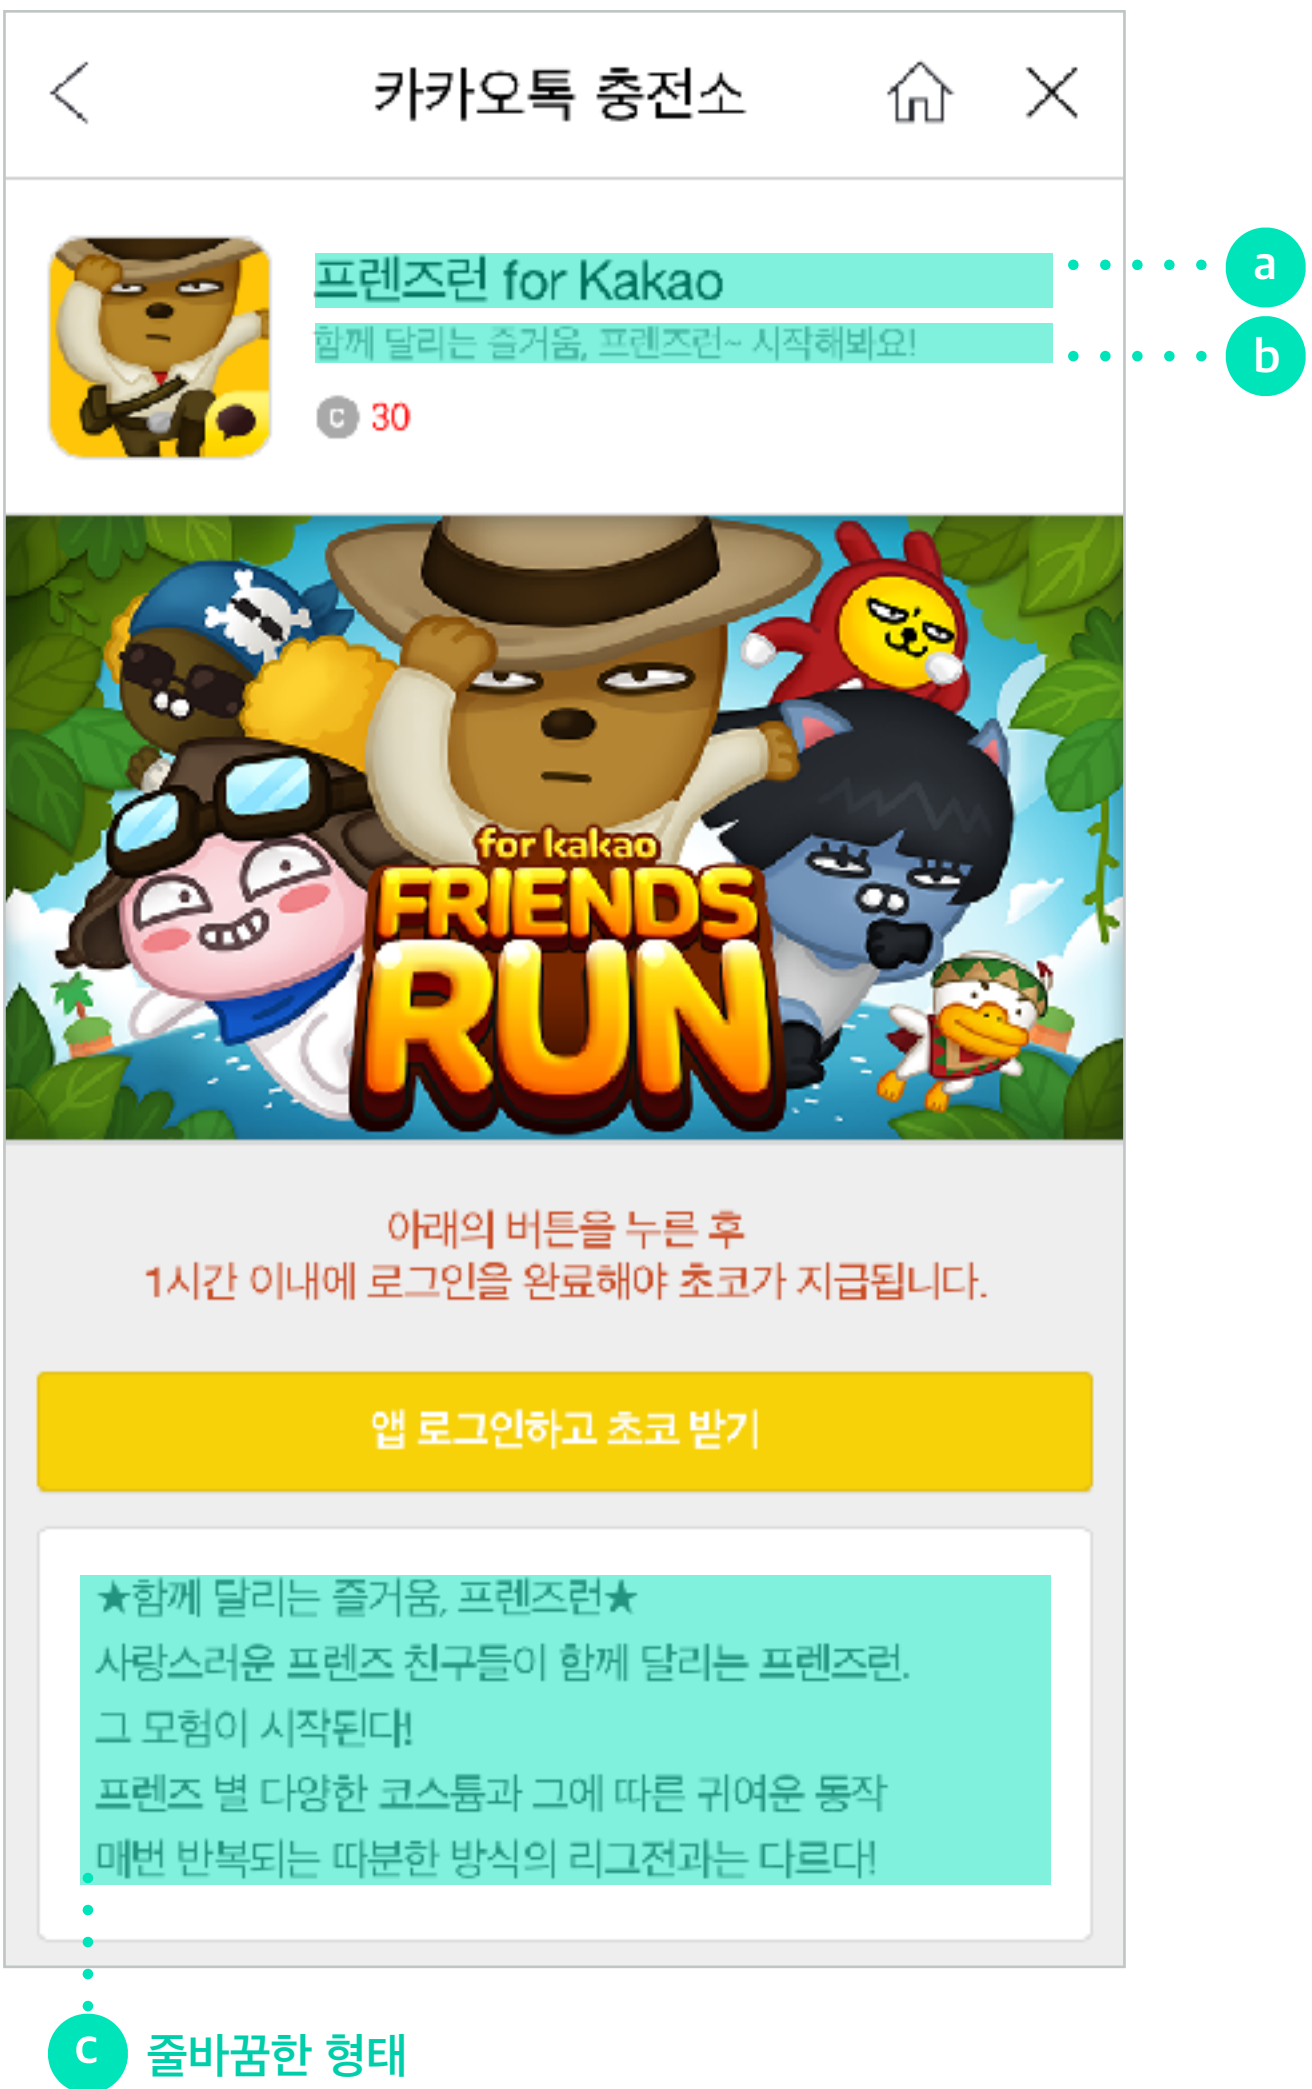 카카오톡 충전소
프렌즈런 for Kakao
a
함께 달리는 즐거움, 프렌즈런~ 시작해봐요!
b
C 30
for kakao
FRIENDS
RUN
아래의 버튼을 누른 후
1시간 이내에 로그인을 완료해야 초코가 지급됩니다.
앱 로그인하고 초코 받기
★함께 달리는 즐거움, 프렌즈런★
사랑스러운 프렌즈 친구들이 함께 달리는 프렌즈런.
그 모험이 시작된다!
프렌즈 별 다양한 코스튬과 그에 따른 귀여운 동작
매번 반복되는 따분한 방식의 리그전과는 다르다!
c 줄바꿈한 형태